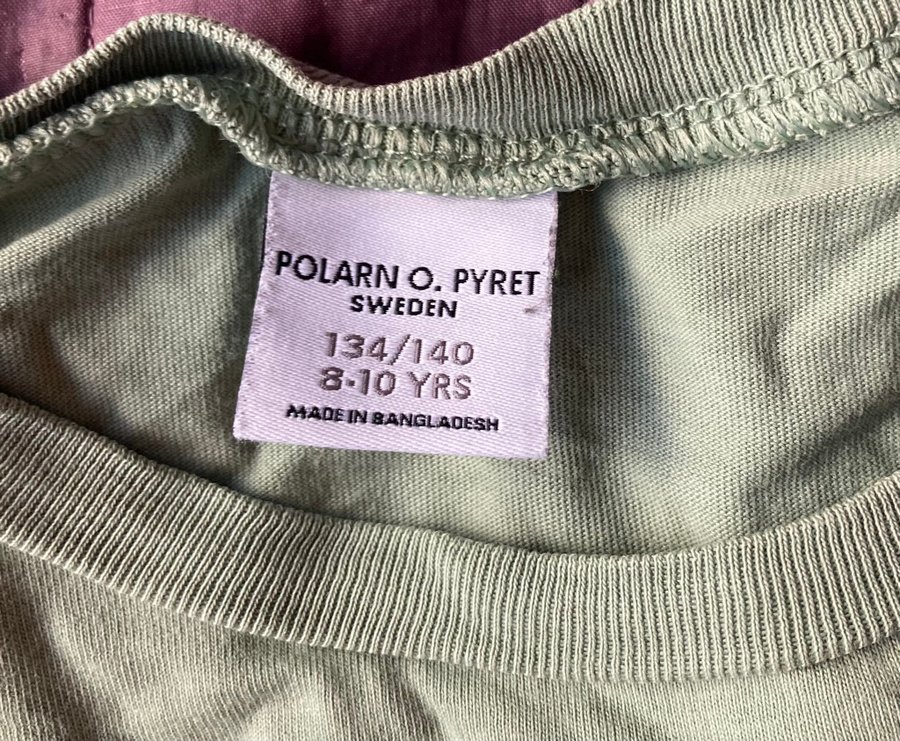 POLARN O. PYRET
SWEDEN
134/140
8-10 YRS
MADE IN BANGLADESH